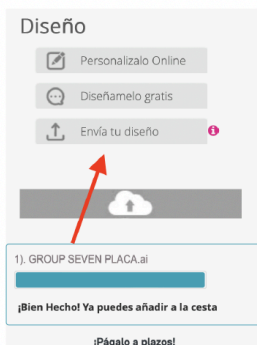 Diseño
Personalizalo Online
Diseñamelo gratis
Envía tu diseño
1). GROUP SEVEN PLACA.ai
¡Bien Hecho! Ya puedes añadir a la cesta
¡Págalo a plazos!